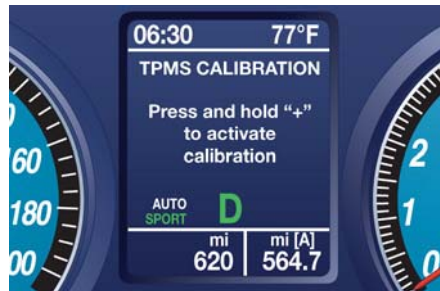 06:30 77°F
TPMS CALIBRATION
Press and hold “+”
to activate
calibration
AUTO
SPORT D
mi mi [A]
620 564.7
160
180
2
1
0